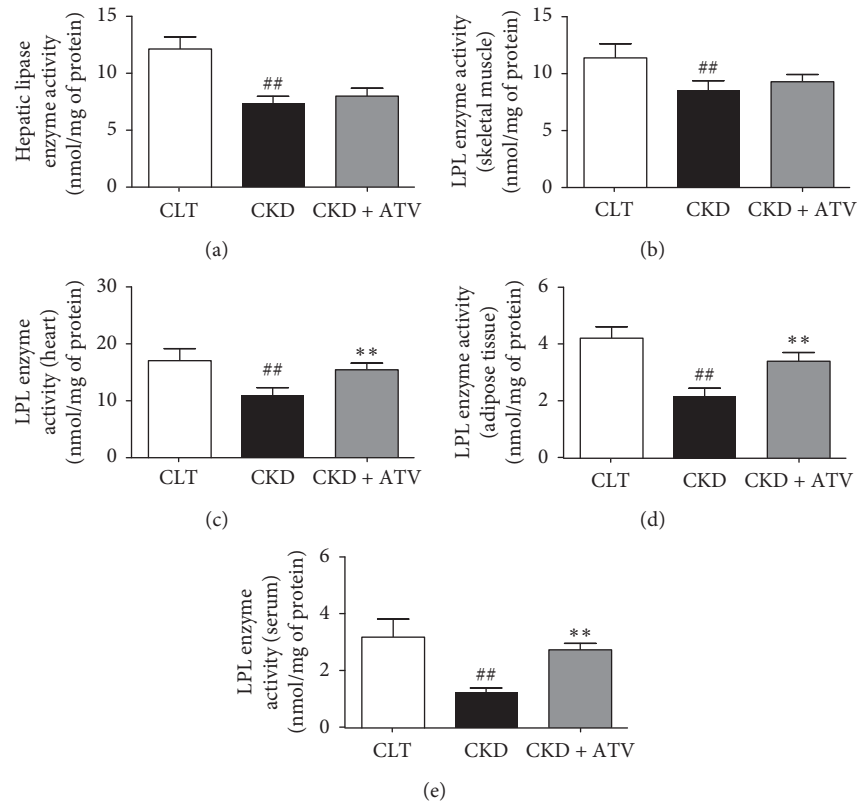 Hepatic lipase
enzyme activity
(nmol/mg of protein)
15
10
5
0
##
CLT
CKD
CKD + ATV
(a)
LPL enzyme activity
(skeletal muscle)
(nmol/mg of protein)
15
10
5
0
##
CLT
CKD
CKD + ATV
(b)
LPL enzyme
activity (heart)
(nmol/mg of protein)
30
20
10
0
##
**
CLT
CKD
CKD + ATV
(c)
LPL enzyme activity
(adipose tissue)
(nmol/mg of protein)
6
4
2
0
##
**
CLT
CKD
CKD + ATV
(d)
LPL enzyme
activity (serum)
(nmol/mg of protein)
6
4
2
0
##
**
CLT
CKD
CKD + ATV
(e)